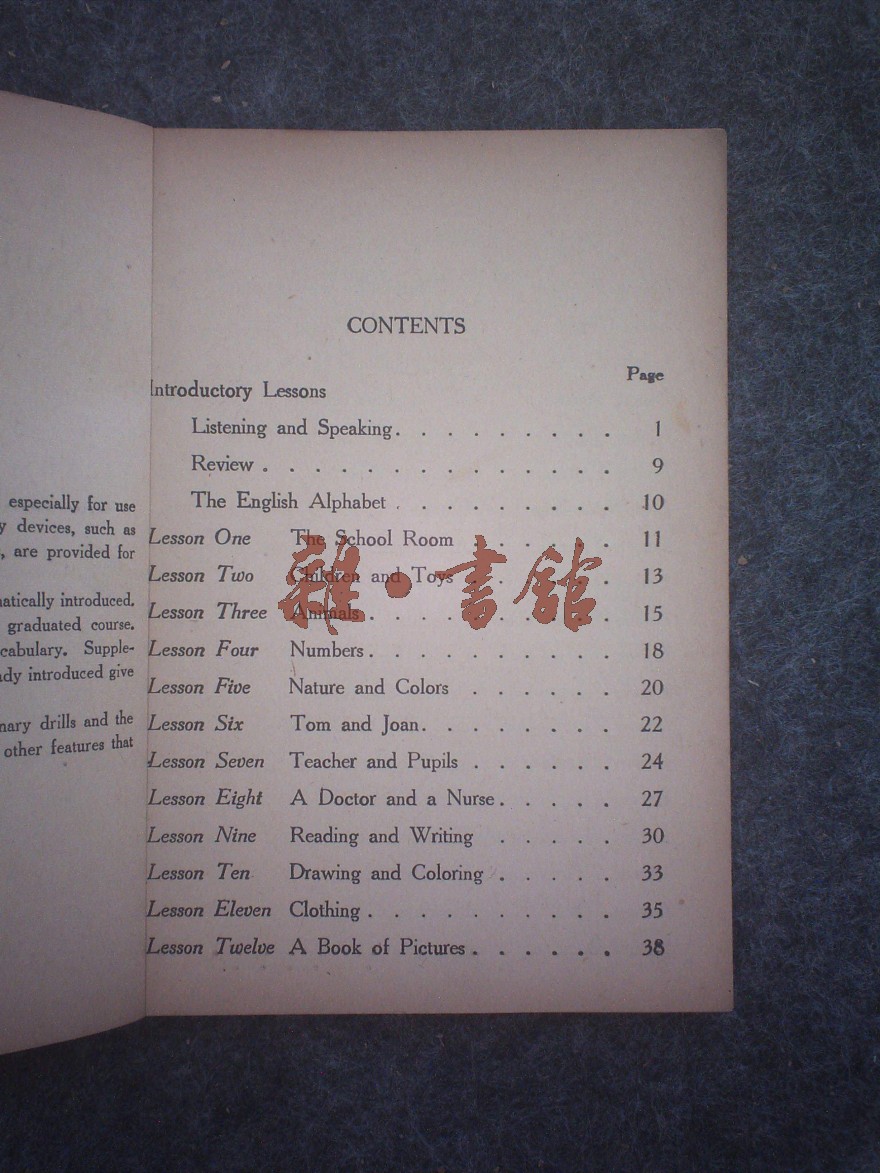 especially for use
devices, such as
, are provided for
matically introduced.
graduated course.
cabulary. Supple-
ady introduced give
nary drills and the
other features that
CONTENTS
Page
Introductory Lessons
Listening and Speaking. . . . . . . . . 1
Review . . . . . . . . . . . . . . 9
The English Alphabet . . . . . . . . . 10
Lesson One The School Room . . . . . . 11
Lesson Two Children and Toys . . . . . . 13
Lesson Three Animals . . . . . . . . . . 15
Lesson Four Numbers . . . . . . . . . . 18
Lesson Five Nature and Colors . . . . . . 20
Lesson Six Tom and Joan. . . . . . . . 22
Lesson Seven Teacher and Pupils . . . . . . 24
Lesson Eight A Doctor and a Nurse . . . . . 27
Lesson Nine Reading and Writing . . . . . 30
Lesson Ten Drawing and Coloring . . . . . 33
Lesson Eleven Clothing . . . . . . . . . . 35
Lesson Twelve A Book of Pictures . . . . . . 38
雜·書館